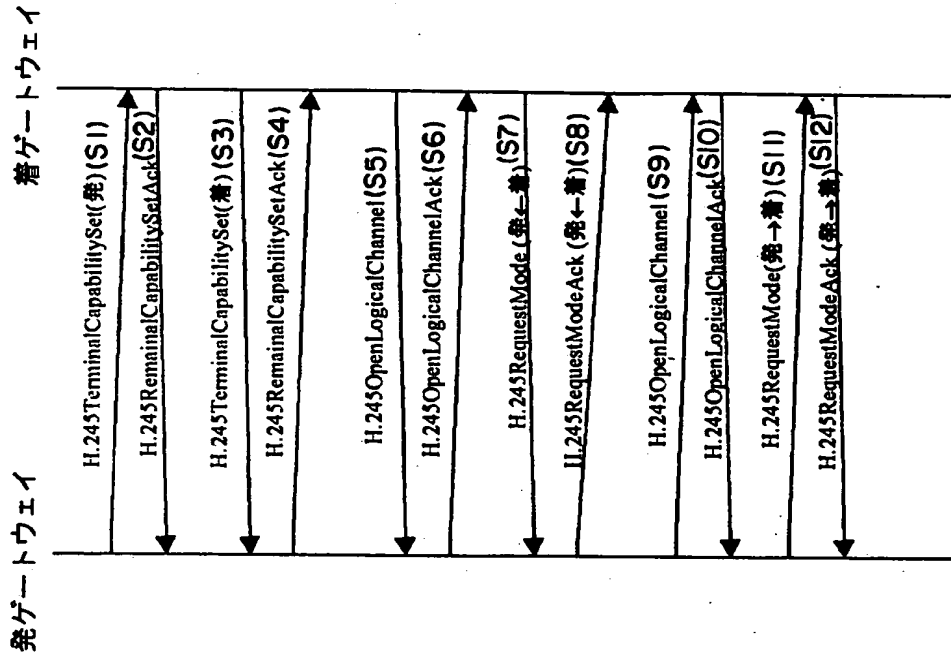 発ゲートウェイ
着ゲートウェイ
H.245TerminalCapabilitySet(発)(S1)
H.245RemainalCapabilitySetAck(S2)
H.245TerminalCapabilitySet(着)(S3)
H.245RemainalCapabilitySetAck(S4)
H.245OpenLogicalChannel(S5)
H.245OpenLogicalChannelAck(S6)
H.245RequestMode(発←着)(S7)
H.245RequestModeAck(発←着)(S8)
H.245OpenLogicalChannel(S9)
H.245OpenLogicalChannelAck(S10)
H.245RequestMode(発→着)(S11)
H.245RequestModeAck(発→着)(S12)